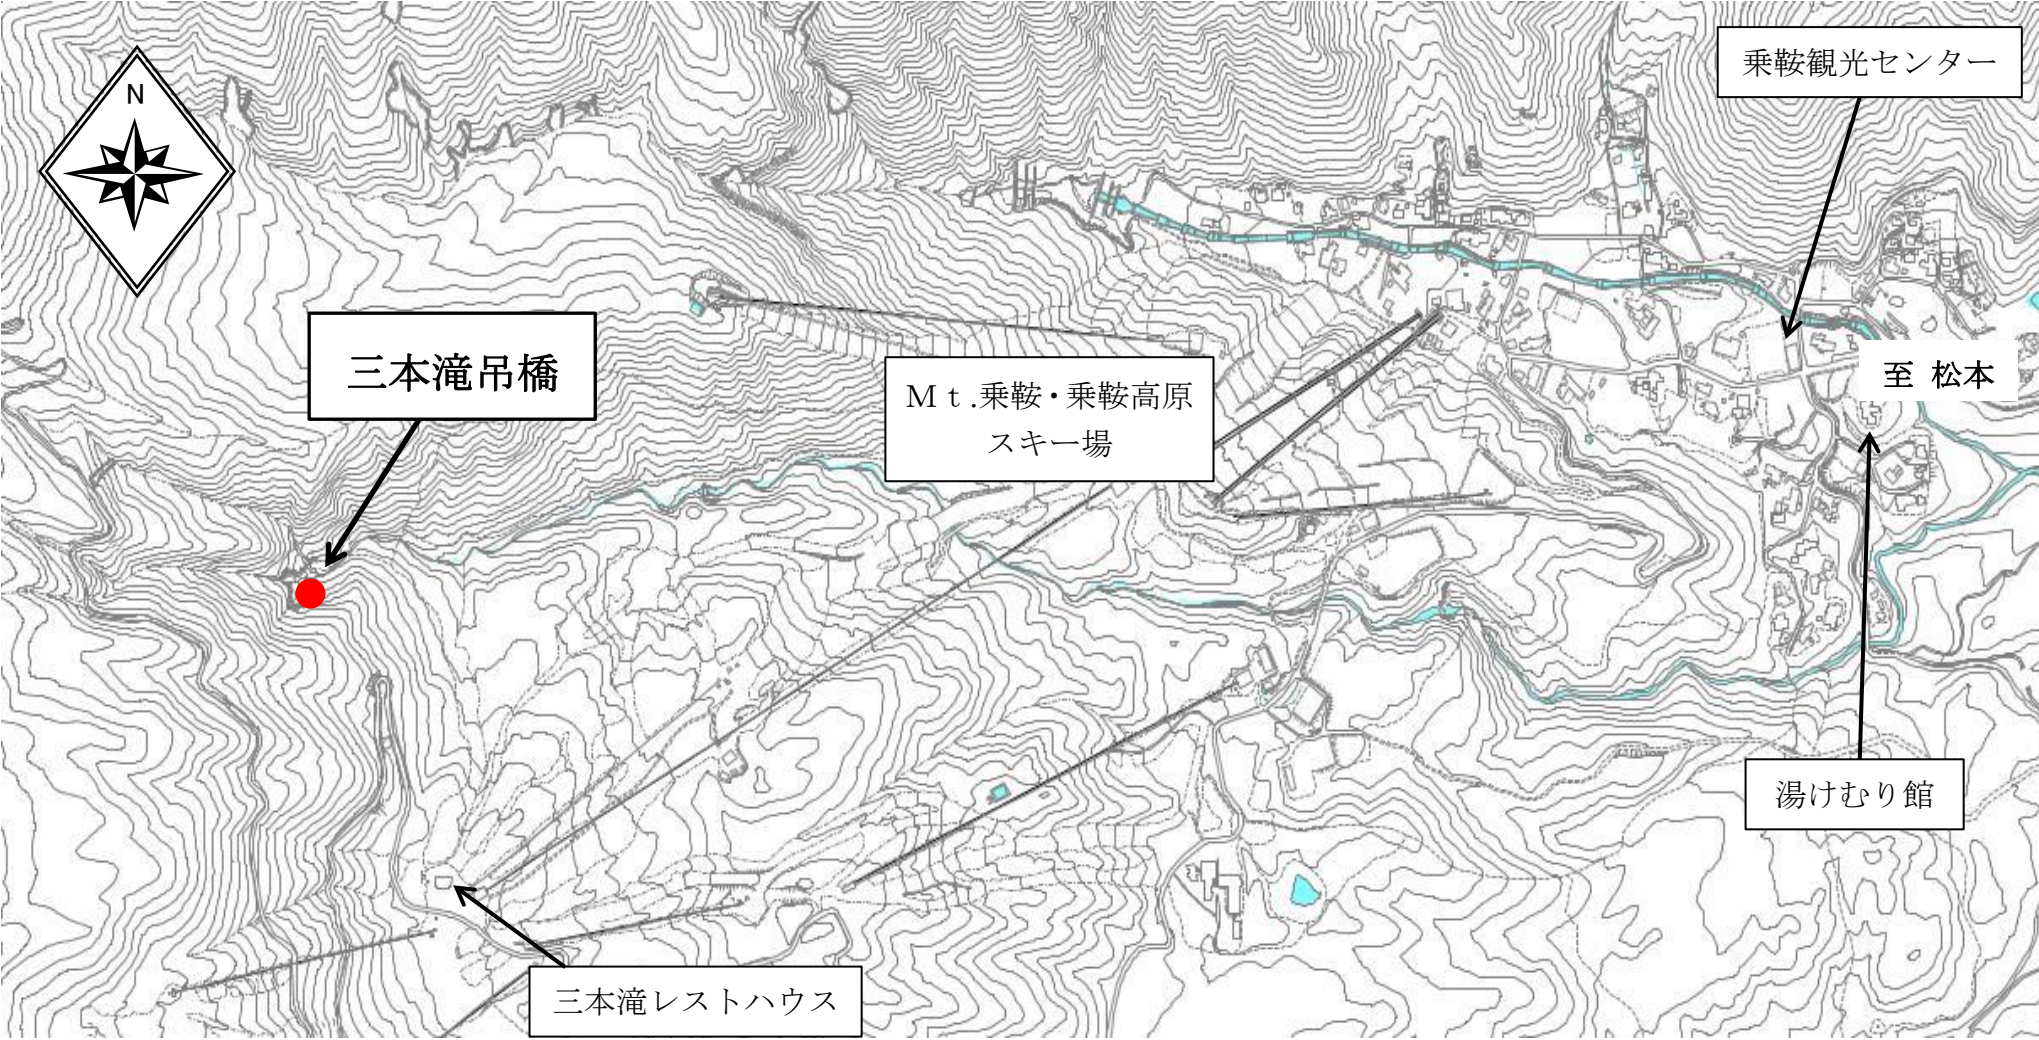 乗鞍観光センター
N
三本滝吊橋
至 松本
Ｍｔ.乗鞍・乗鞍高原
スキー場
湯けむり館
三本滝レストハウス